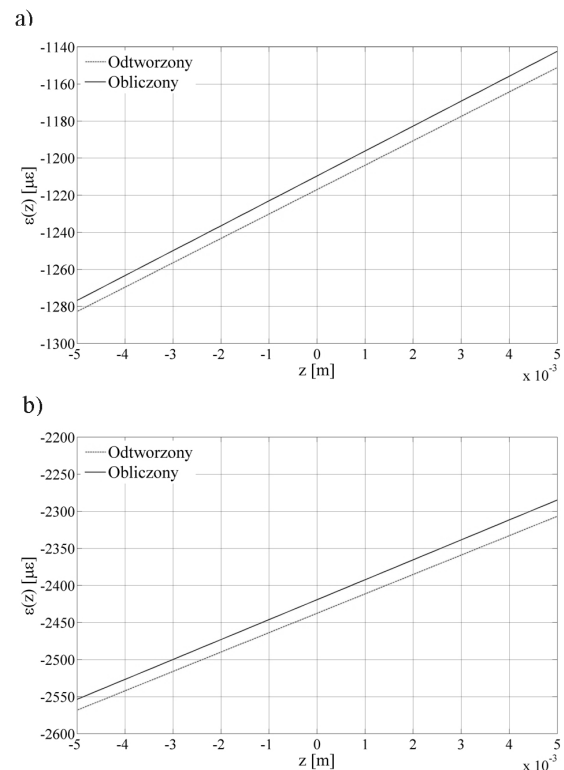 a)
-1140
-1160
-1180
-1200
-1220
-1240
-1260
-1280
-1300
ε(z) [με]
Odtworzony
Obliczony
-5 -4 -3 -2 -1 0 1 2 3 4 5
z [m]
x 10⁻³
b)
-2200
-2250
-2300
-2350
-2400
-2450
-2500
-2550
-2600
ε(z) [με]
Odtworzony
Obliczony
-5 -4 -3 -2 -1 0 1 2 3 4 5
z [m]
x 10⁻³